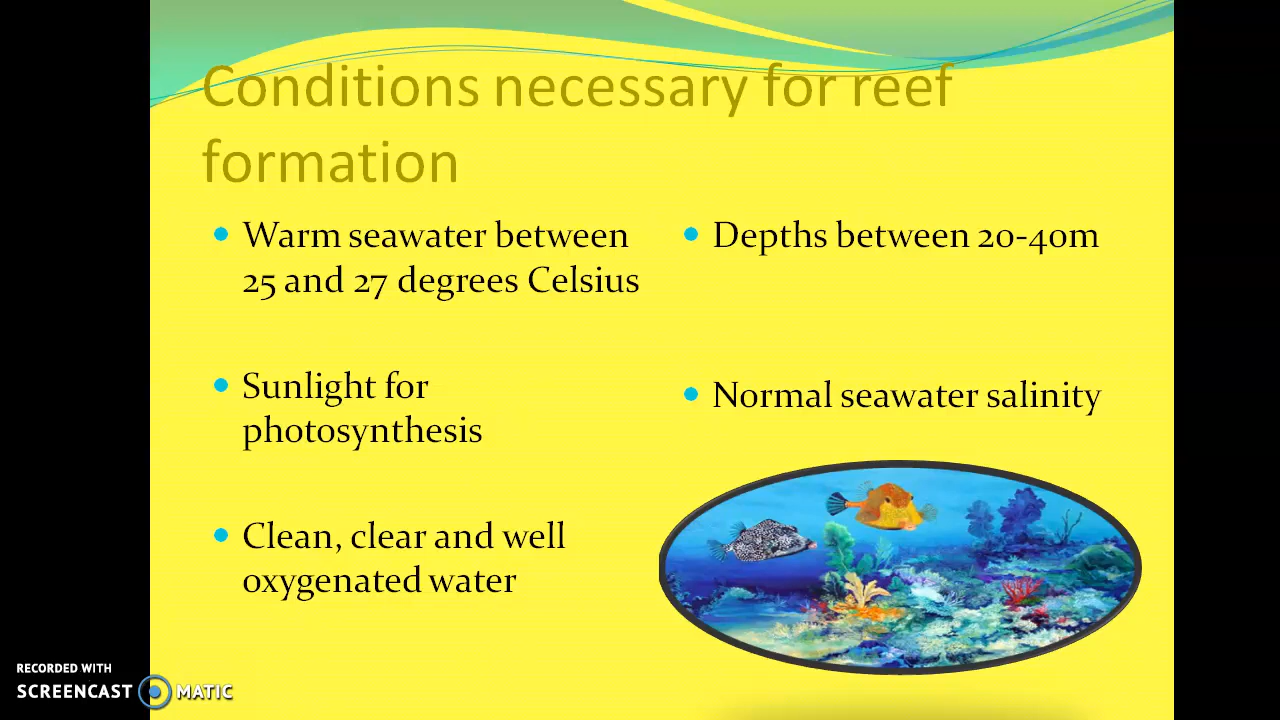 Conditions necessary for reef
formation
Warm seawater between
25 and 27 degrees Celsius
Sunlight for
photosynthesis
Clean, clear and well
oxygenated water
Depths between 20-40m
Normal seawater salinity
RECORDED WITH
SCREENCAST MATIC